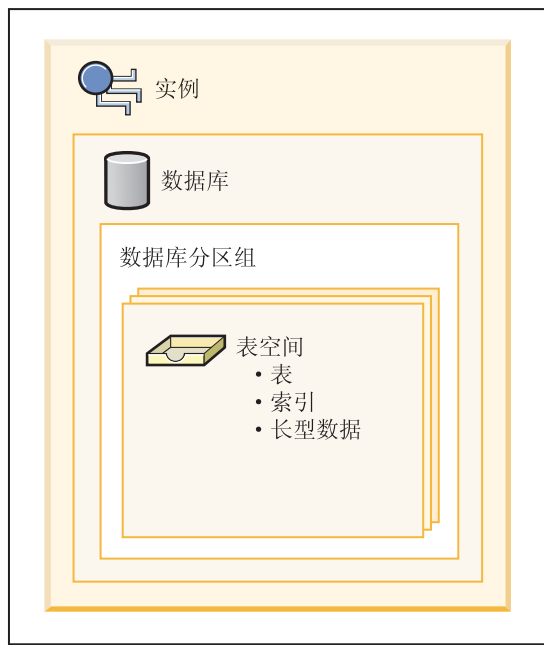 实例
数据库
数据库分区组
表空间
・表
・索引
・长型数据